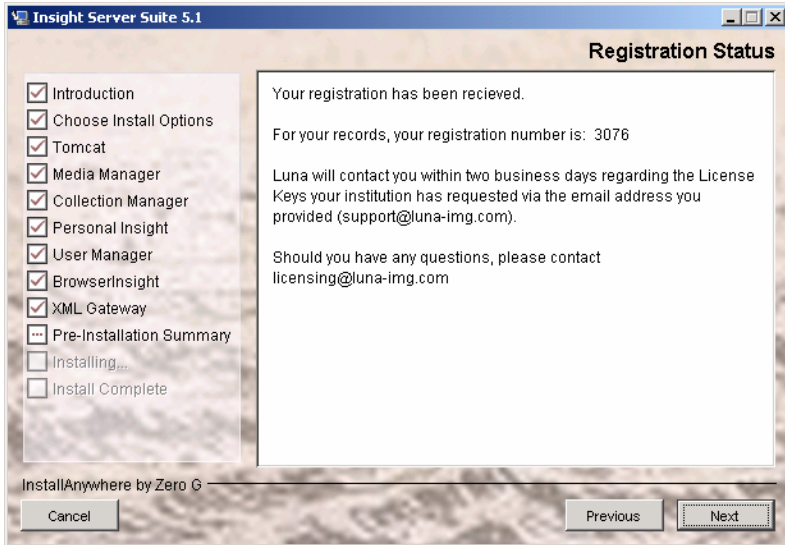 Insight Server Suite 5.1
Registration Status
Introduction
Choose Install Options
Tomcat
Media Manager
Collection Manager
Personal Insight
User Manager
BrowserInsight
XML Gateway
Pre-Installation Summary
Installing...
Install Complete
Your registration has been recieved.
For your records, your registration number is:  3076
Luna will contact you within two business days regarding the License
Keys your institution has requested via the email address you
provided (support@luna-img.com).
Should you have any questions, please contact
licensing@luna-img.com
InstallAnywhere by Zero G
Cancel
Previous
Next